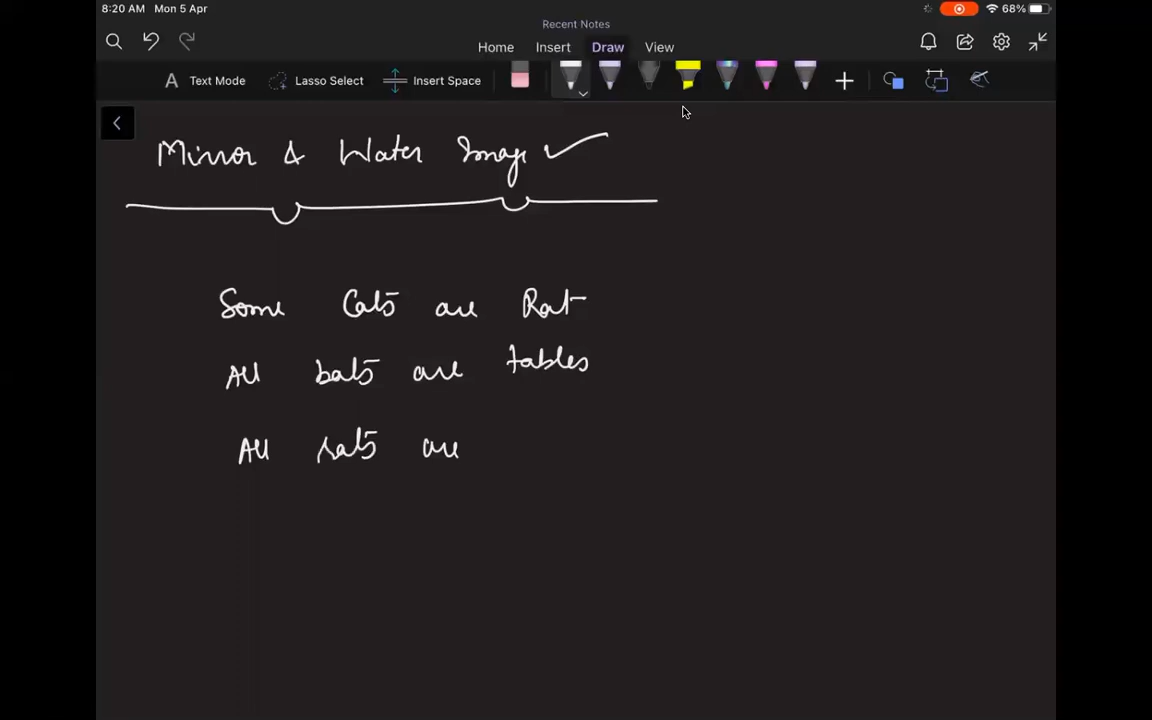 8:20 AM Mon 5 Apr
68%
Recent Notes
Home Insert Draw View
Text Mode Lasso Select Insert Space
Mirror & Water Image
Some Cats are Rat
All bats are tables
All rats are